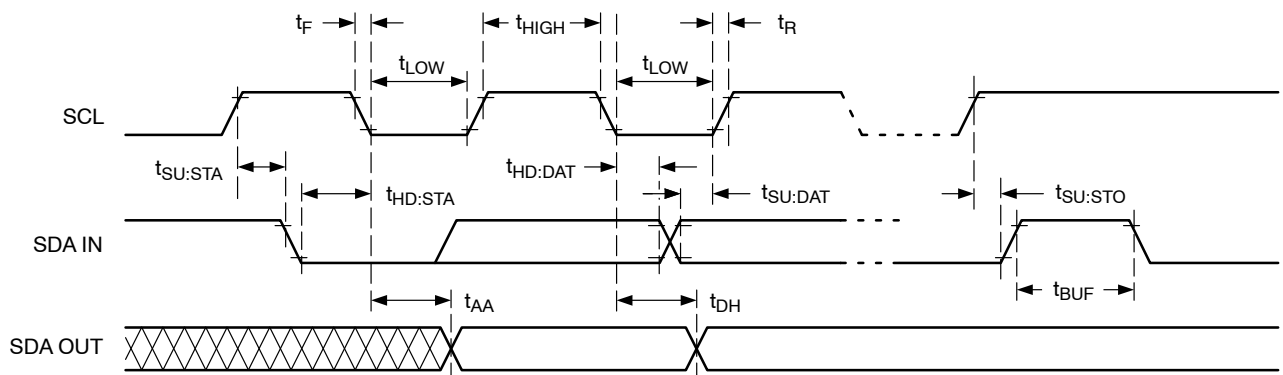 tF
tHIGH
tR
tLOW
tLOW
SCL
tSU:STA
tHD:STA
tHD:DAT
tSU:DAT
tSU:STO
SDA IN
tBUF
tAA
tDH
SDA OUT